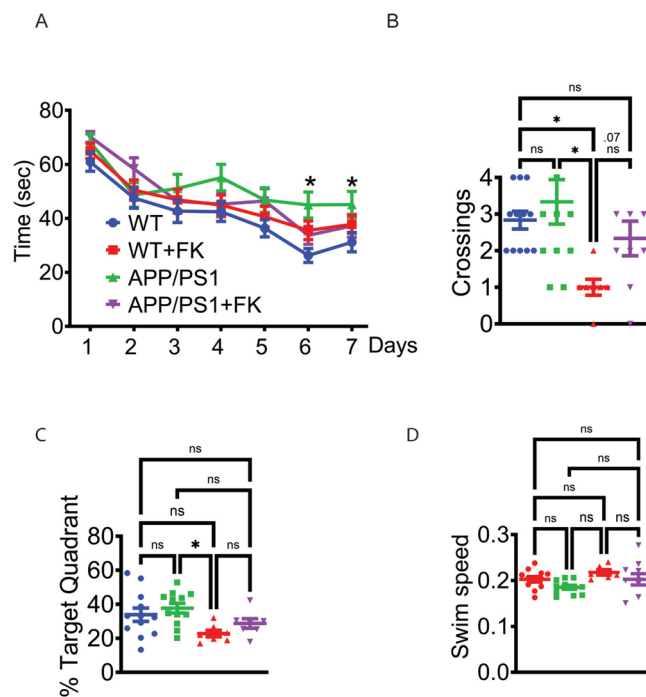 A
Time (sec)
80
60
40
20
0
* *
WT
WT+FK
APP/PS1
APP/PS1+FK
1 2 3 4 5 6 7 Days
B
ns
*
.07
ns * ns
Crossings
4
3
2
1
0
C
ns
ns
ns
ns * ns
% Target Quadrant
80
60
40
20
0
D
ns
ns
ns
ns ns ns
Swim speed
0.3
0.2
0.1
0.0